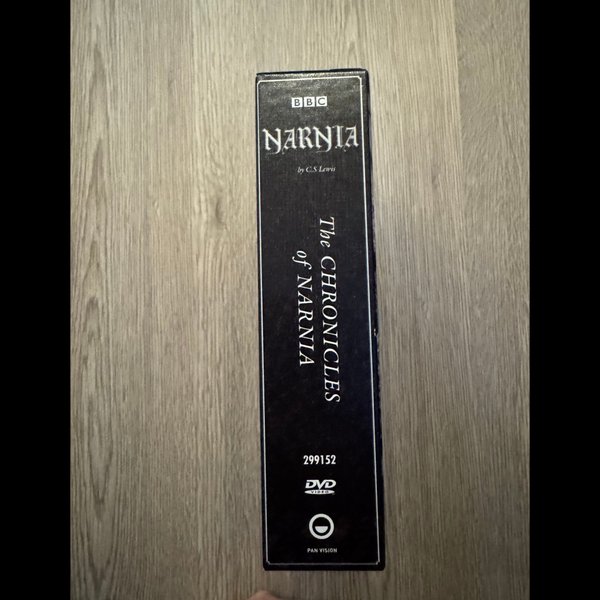 BBC
NARNIA
by C.S Lewis
The CHRONICLES
of NARNIA
299152
DVD
VIDEO
PAN VISION